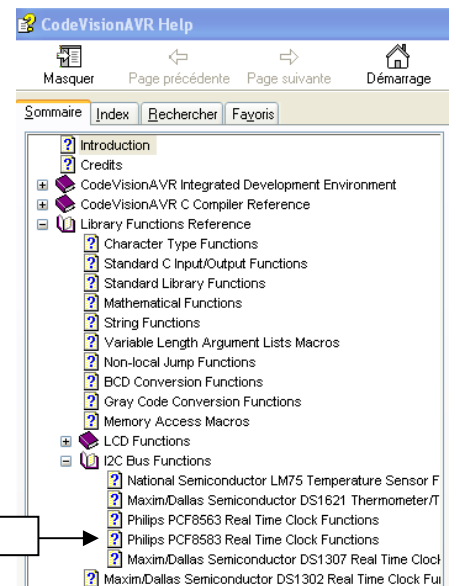 CodeVisionAVR Help
Masquer Page précédente Page suivante Démarrage
Sommaire Index Rechercher Favoris
Introduction
Credits
CodeVisionAVR Integrated Development Environment
CodeVisionAVR C Compiler Reference
Library Functions Reference
Character Type Functions
Standard C Input/Output Functions
Standard Library Functions
Mathematical Functions
String Functions
Variable Length Argument Lists Macros
Non-local Jump Functions
BCD Conversion Functions
Gray Code Conversion Functions
Memory Access Macros
LCD Functions
I2C Bus Functions
National Semiconductor LM75 Temperature Sensor F
Maxim/Dallas Semiconductor DS1621 Thermometer/T
Philips PCF8563 Real Time Clock Functions
Philips PCF8583 Real Time Clock Functions
Maxim/Dallas Semiconductor DS1307 Real Time Clock
Maxim/Dallas Semiconductor DS1302 Real Time Clock Fu